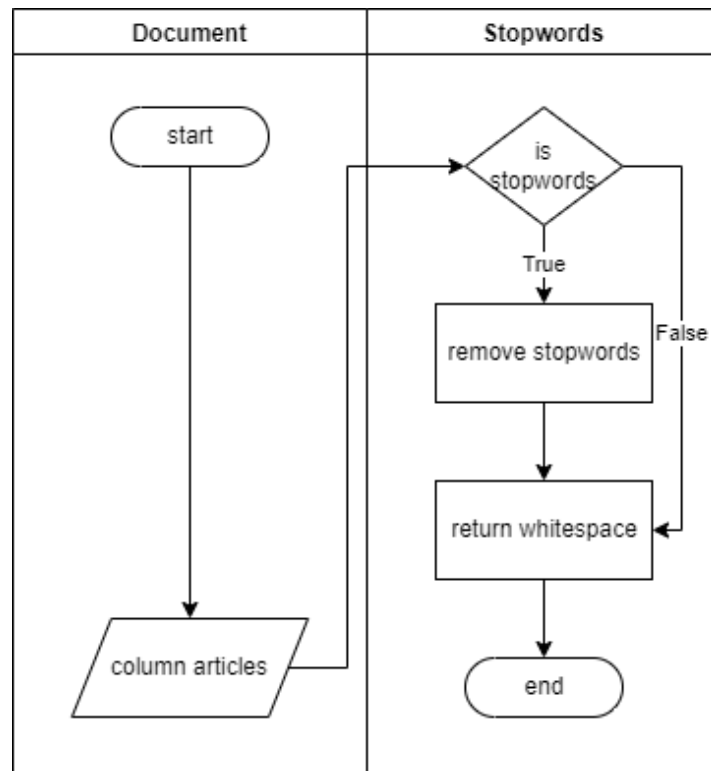 Document
Stopwords
start
is
stopwords
True
remove stopwords
False
return whitespace
column articles
end